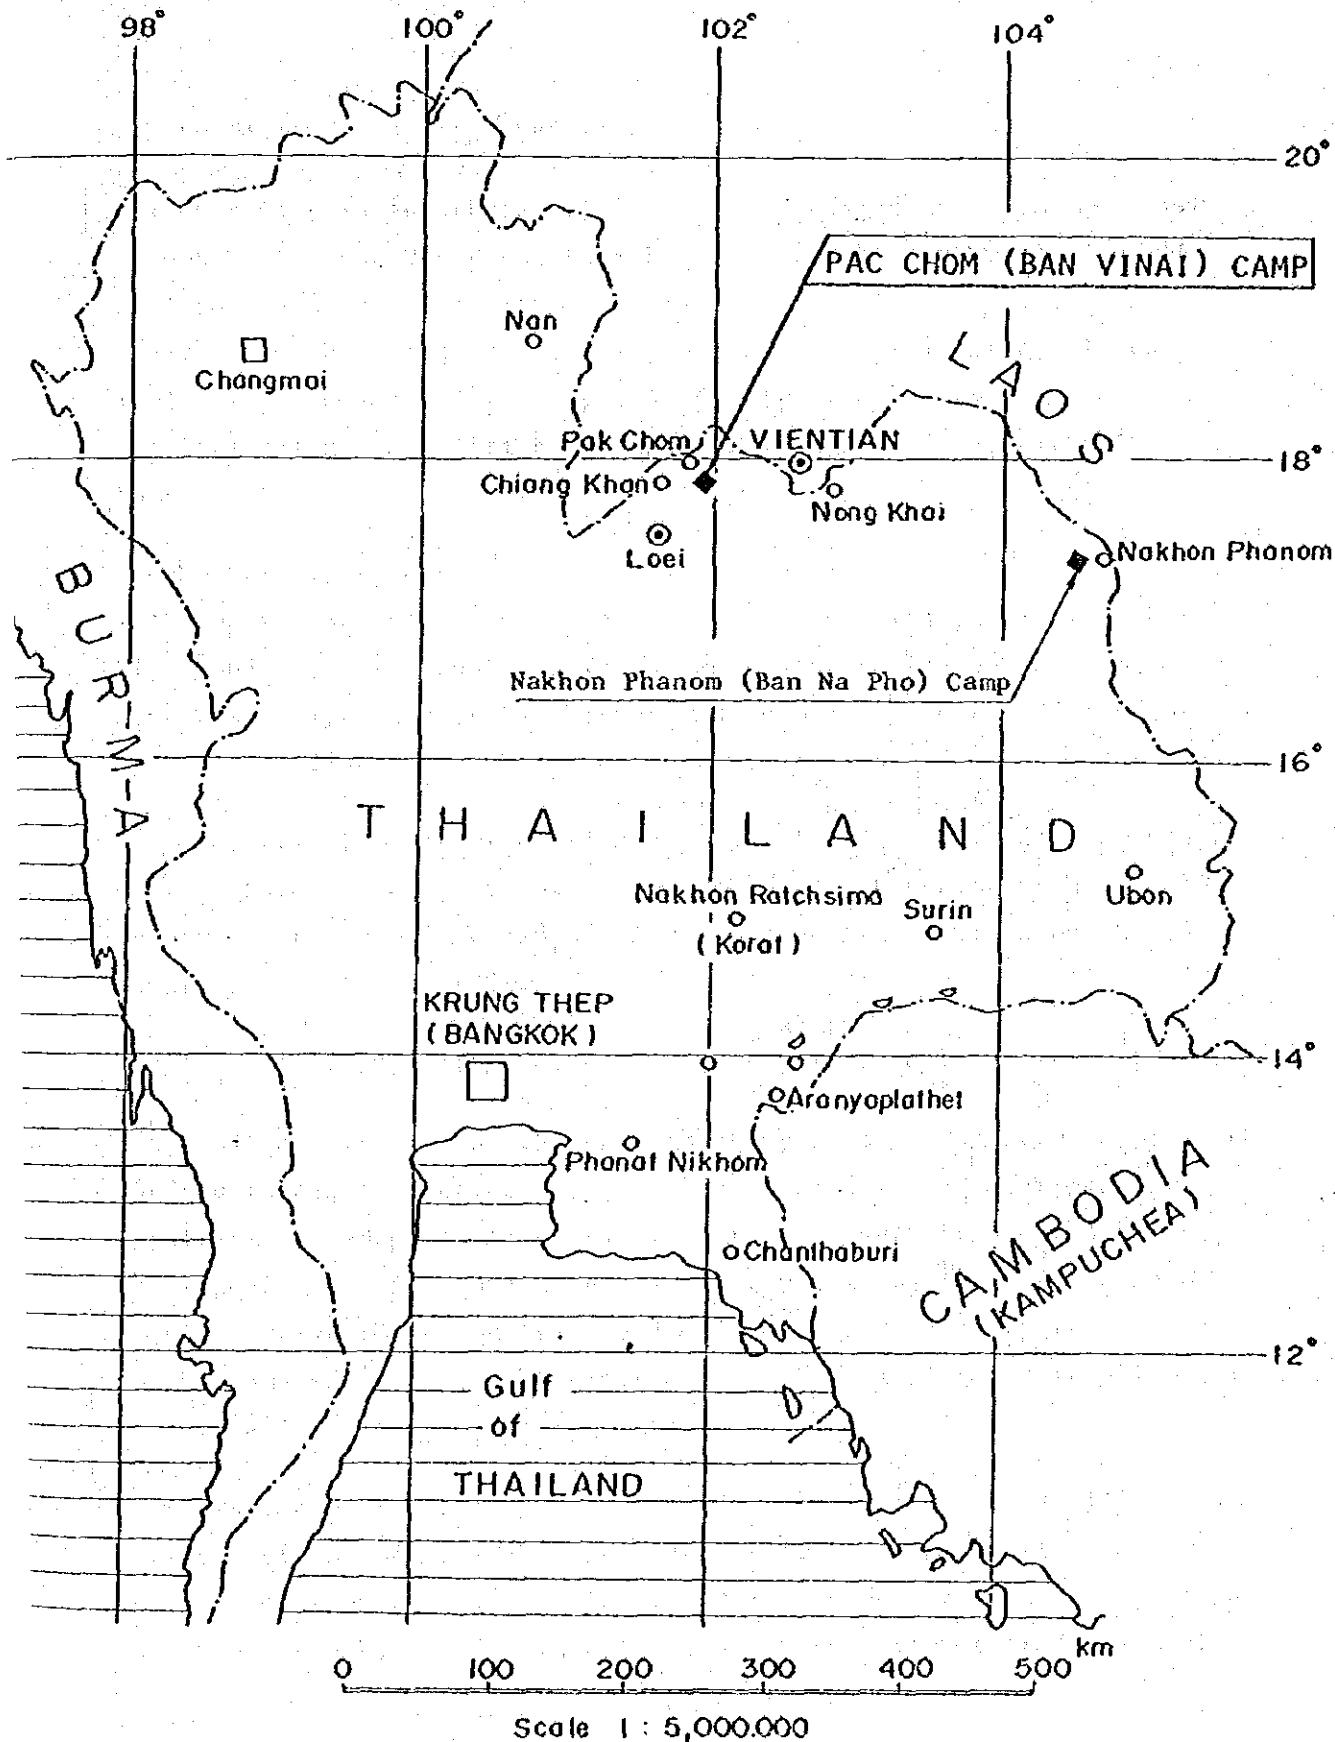 98° 100° 102° 104°
20°
PAC CHOM (BAN VINAI) CAMP
Nan
LAOS
Changmai
Pak Chom VIENTIAN
18°
Chiang Khan
Nong Khai
Loei
Nakhon Phanom
BURMA
Nakhon Phanom (Ban Na Pho) Camp
16°
THAILAND
Nakhon Ratchsima
(Korat)
Surin
Ubon
KRUNG THEP
(BANGKOK)
14°
Aranyaplathet
Phanat Nikhom
CAMBODIA
(KAMPUCHEA)
Chanthaburi
12°
Gulf
of
THAILAND
km
0 100 200 300 400 500
Scale 1 : 5,000.000